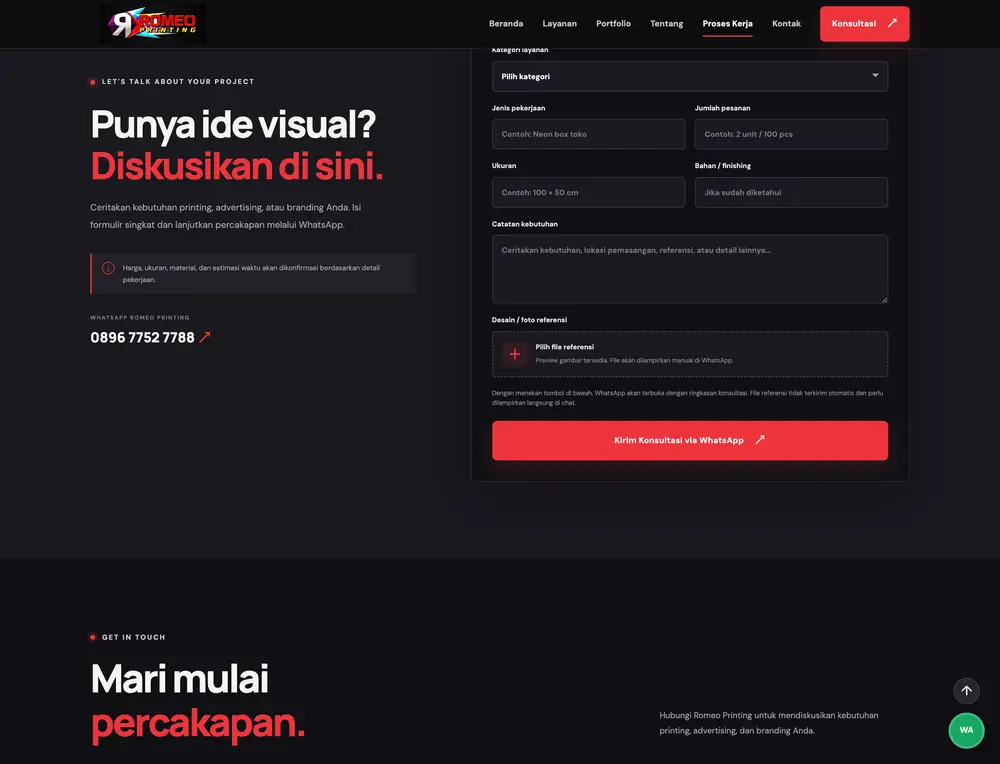 ROMEO
PRINTING
Beranda
Layanan
Portfolio
Tentang
Proses Kerja
Kontak
Konsultasi
LET'S TALK ABOUT YOUR PROJECT
Punya ide visual?
Diskusikan di sini.
Ceritakan kebutuhan printing, advertising, atau branding Anda. Isi
formulir singkat dan lanjutkan percakapan melalui WhatsApp.
Harga, ukuran, material, dan estimasi waktu akan dikonfirmasi berdasarkan detail
pekerjaan.
WHATSAPP ROMEO PRINTING
0896 7752 7788
Kategori layanan
Pilih kategori
Jenis pekerjaan
Contoh: Neon box toko
Jumlah pesanan
Contoh: 2 unit / 100 pcs
Ukuran
Contoh: 100 × 50 cm
Bahan / finishing
Jika sudah diketahui
Catatan kebutuhan
Ceritakan kebutuhan, lokasi pemasangan, referensi, atau detail lainnya...
Desain / foto referensi
Pilih file referensi
Preview gambar tersedia. File akan dilampirkan manual di WhatsApp.
Dengan menekan tombol di bawah, WhatsApp akan terbuka dengan ringkasan konsultasi. File referensi tidak terkirim otomatis dan perlu
dilampirkan langsung di chat.
Kirim Konsultasi via WhatsApp
GET IN TOUCH
Mari mulai
percakapan.
Hubungi Romeo Printing untuk mendiskusikan kebutuhan
printing, advertising, dan branding Anda.
WA